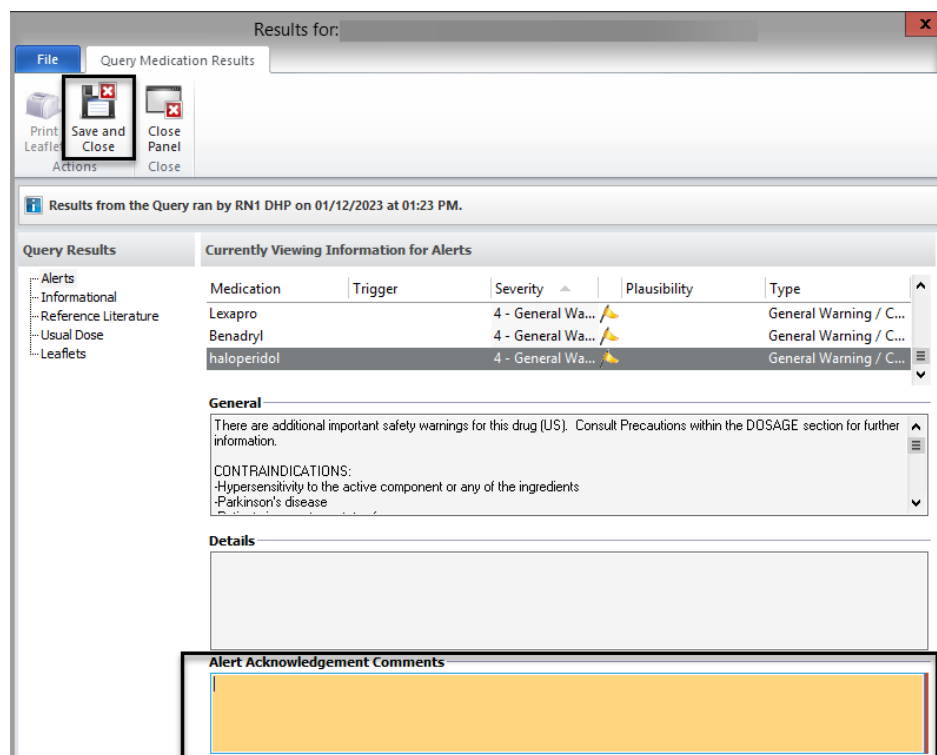 Results for:
x
File Query Medication Results
Print Leaflet Save and Close Close Panel
Actions Close
Results from the Query ran by RN1 DHP on 01/12/2023 at 01:23 PM.
Query Results
Alerts
Informational
Reference Literature
Usual Dose
Leaflets
Currently Viewing Information for Alerts
Medication Trigger Severity Plausibility Type
Lexapro 4 - General Wa... General Warning / C...
Benadryl 4 - General Wa... General Warning / C...
haloperidol 4 - General Wa... General Warning / C...
General
There are additional important safety warnings for this drug (US). Consult Precautions within the DOSAGE section for further
information.
CONTRAINDICATIONS:
-Hypersensitivity to the active component or any of the ingredients
-Parkinson's disease
Details
Alert Acknowledgement Comments